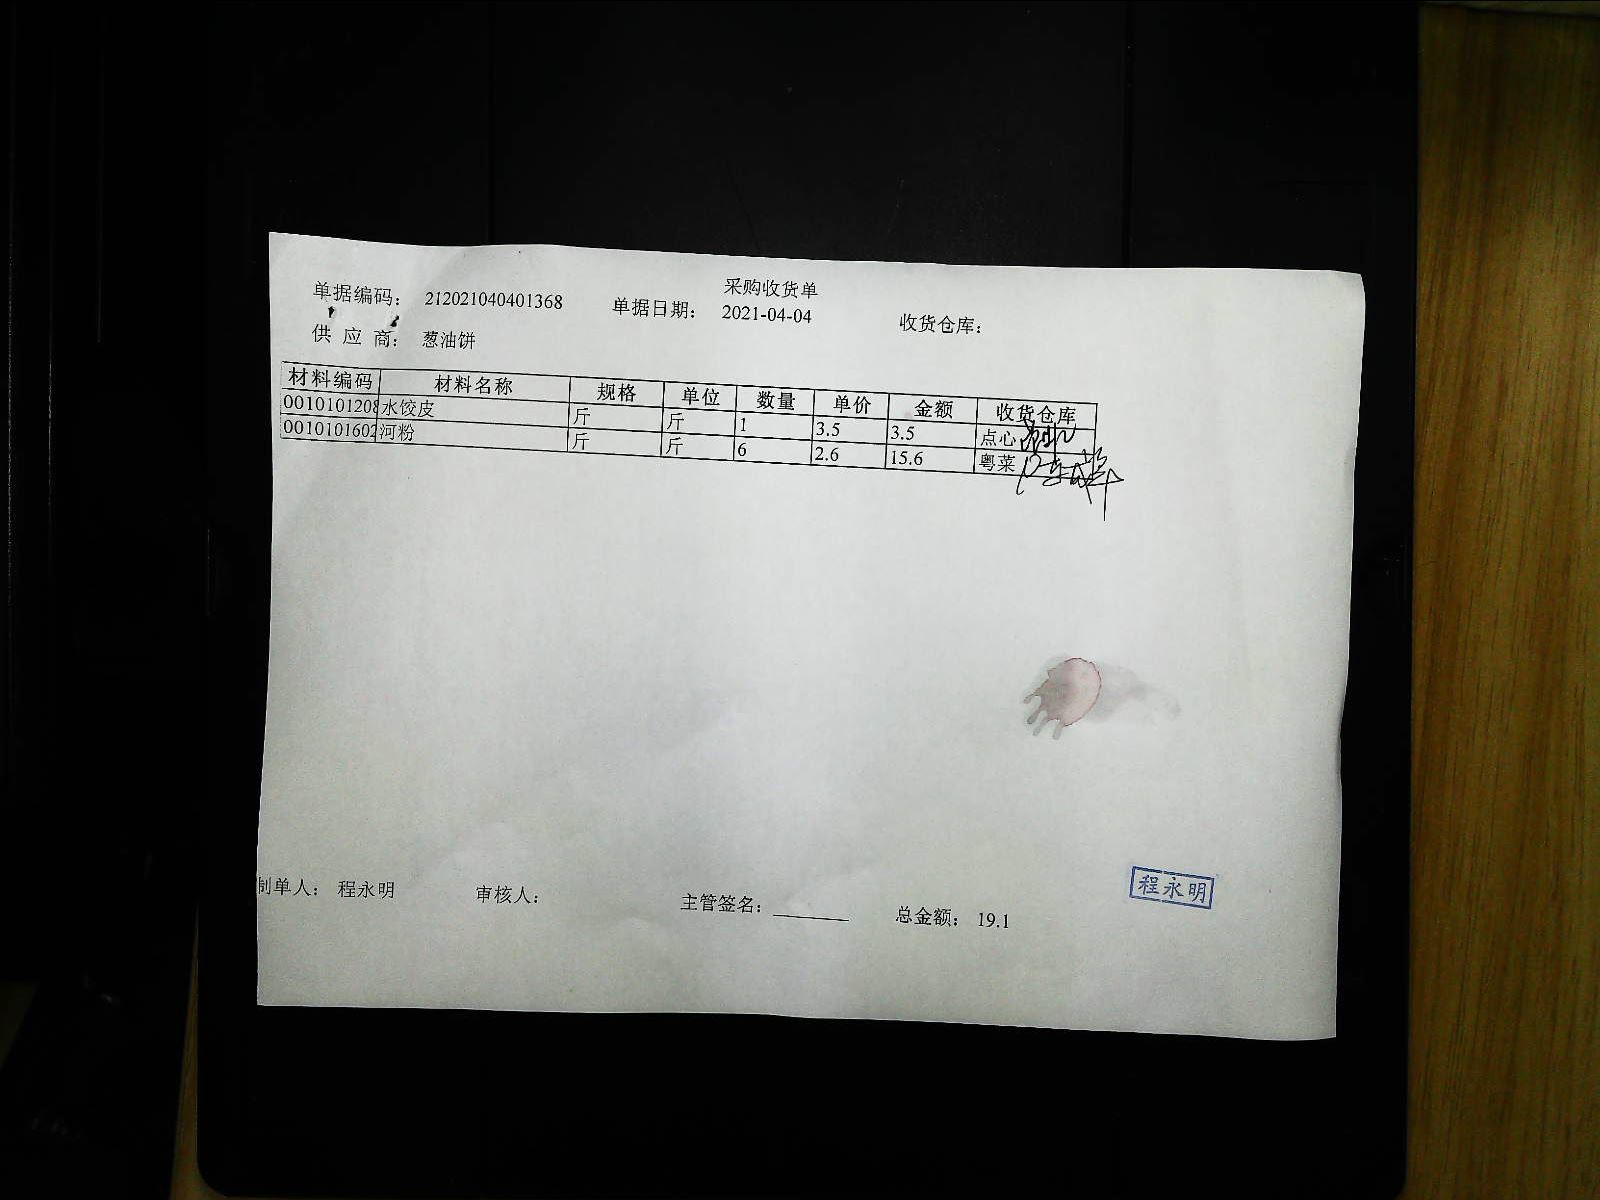 采购收货单
单据编码： 212021040401368 单据日期： 2021-04-04 收货仓库：
供 应 商： 葱油饼
材料编码 材料名称 规格 单位 数量 单价 金额 收货仓库
0010101208 水饺皮 斤 斤 1 3.5 3.5 点心
0010101602 河粉 斤 斤 6 2.6 15.6 粤菜
制单人： 程永明 审核人： 主管签名： 总金额： 19.1
程永明